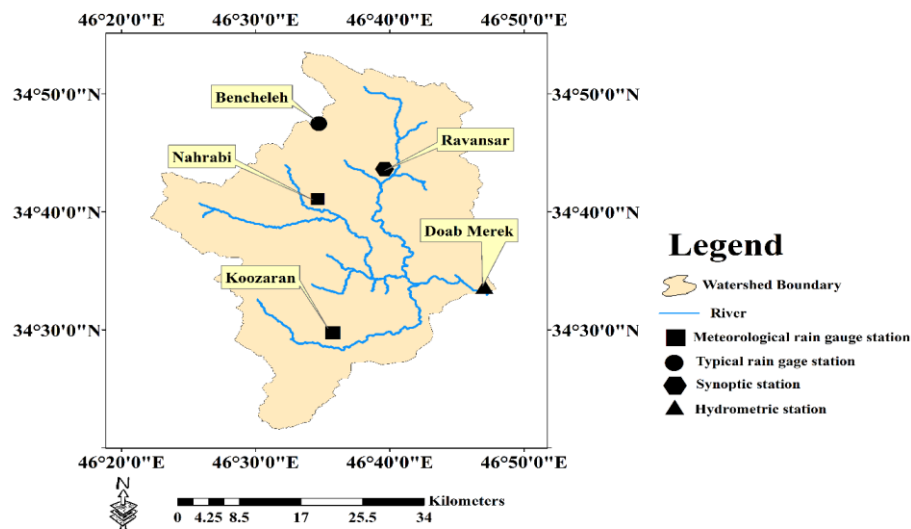 46°20'0"E 46°30'0"E 46°40'0"E 46°50'0"E
34°50'0"N 34°50'0"N
Bencheleh
Ravansar
Nahrabi
34°40'0"N 34°40'0"N
Doab Merek
Koozaran
34°30'0"N 34°30'0"N
46°20'0"E 46°30'0"E 46°40'0"E 46°50'0"E
Legend
Watershed Boundary
River
Meteorological rain gauge station
Typical rain gage station
Synoptic station
Hydrometric station
N
Kilometers
0 4.25 8.5 17 25.5 34